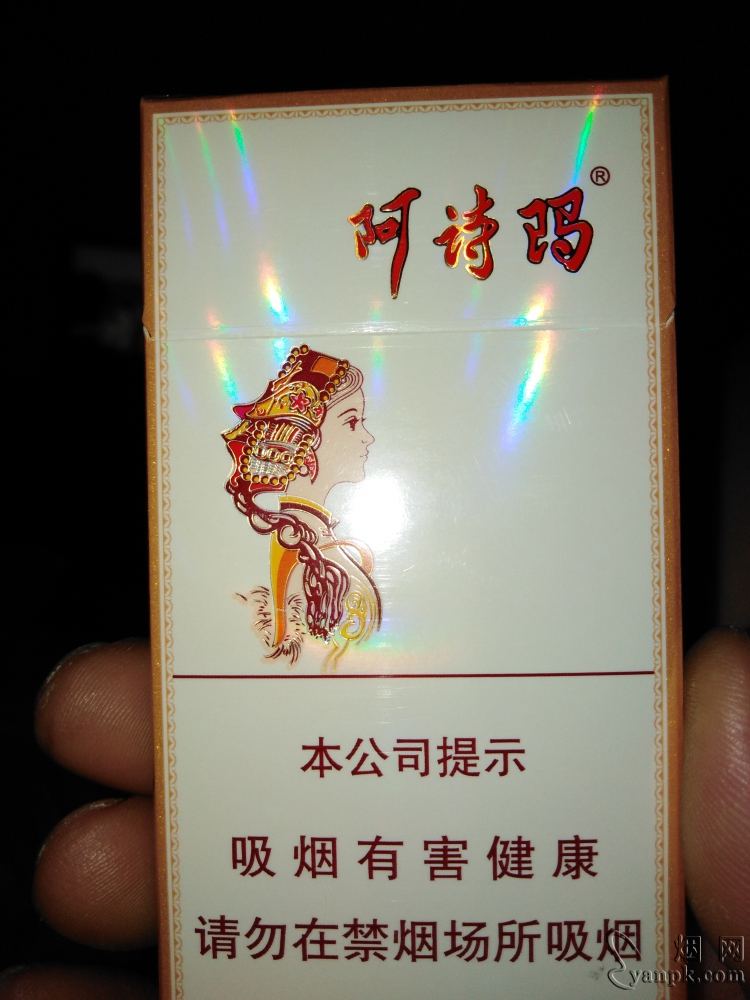 阿诗玛®
本公司提示
吸烟有害健康
请勿在禁烟场所吸烟
烟网
yanpk.com